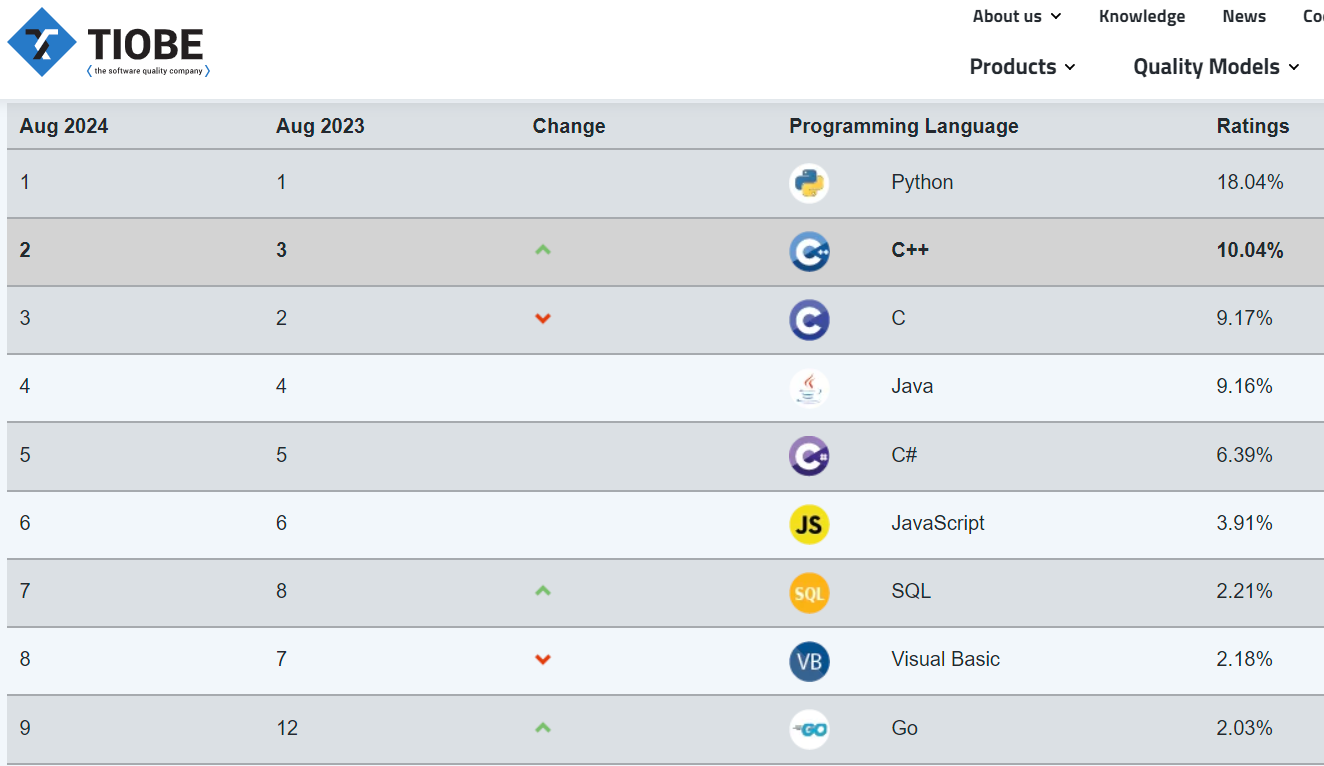 About us Knowledge News Co
TIOBE
(the software quality company)
Products Quality Models
Aug 2024 Aug 2023 Change Programming Language Ratings
1 1 Python 18.04%
2 3 C++ 10.04%
3 2 C 9.17%
4 4 Java 9.16%
5 5 C# 6.39%
6 6 JS JavaScript 3.91%
7 8 SQL SQL 2.21%
8 7 VB Visual Basic 2.18%
9 12 GO Go 2.03%